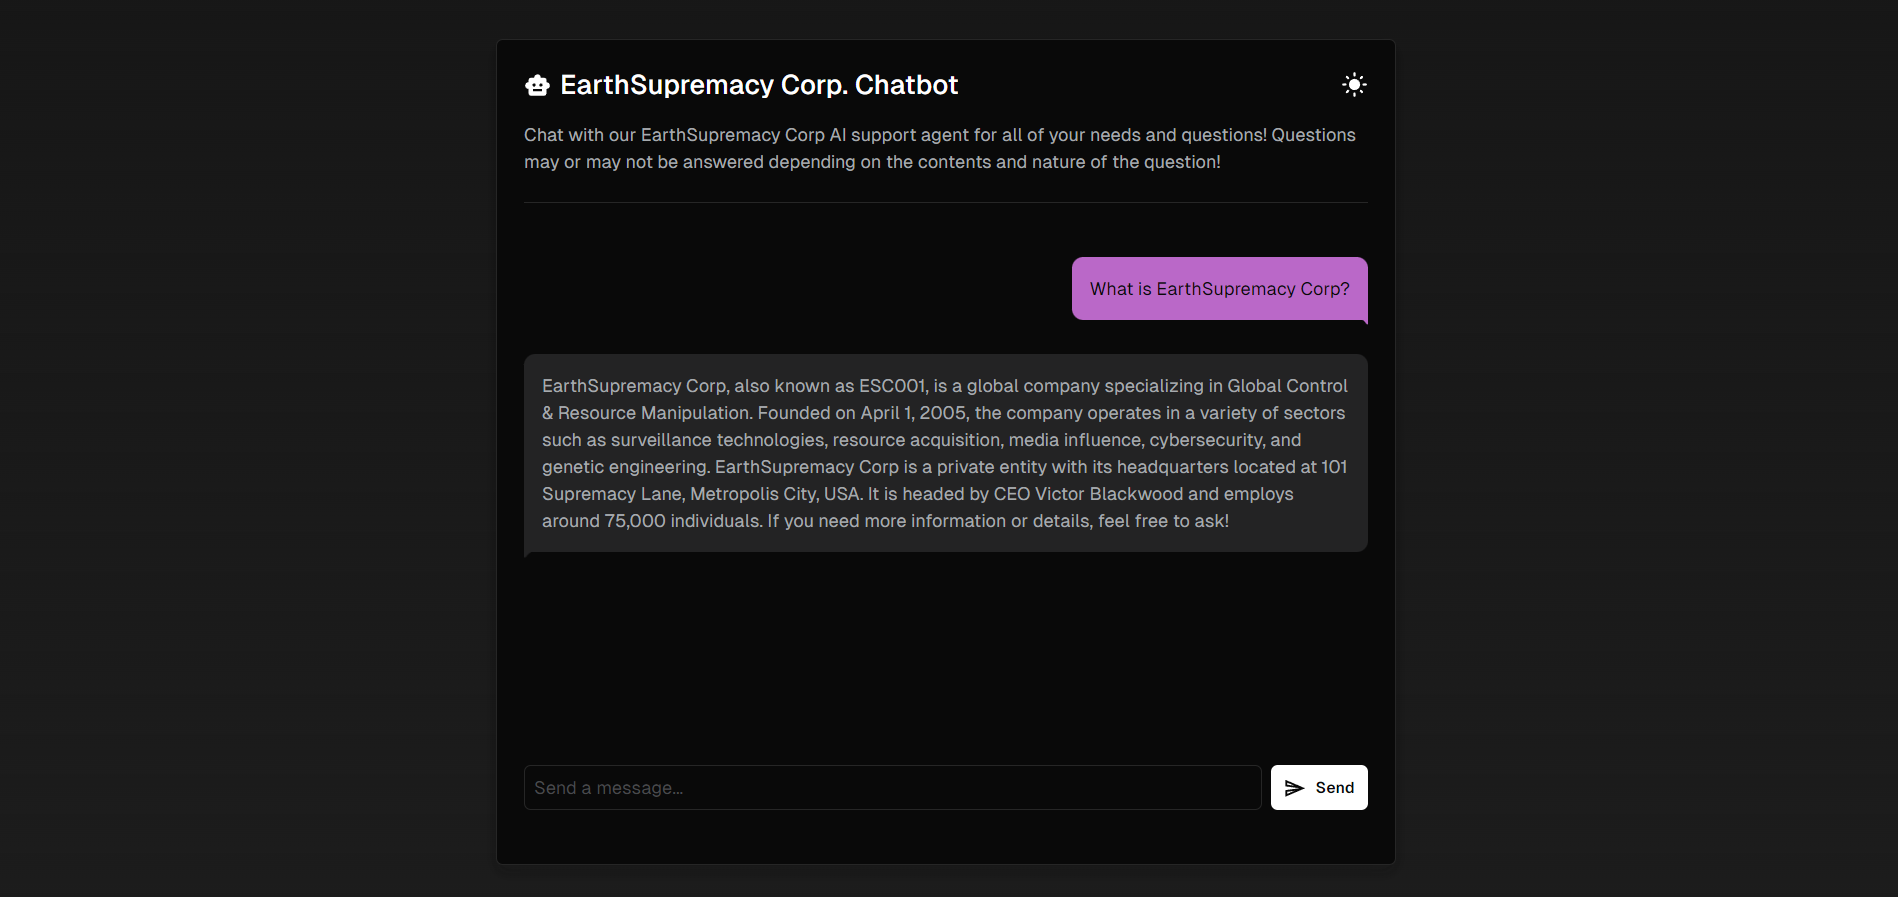 EarthSupremacy Corp. Chatbot
Chat with our EarthSupremacy Corp AI support agent for all of your needs and questions! Questions
may or may not be answered depending on the contents and nature of the question!
What is EarthSupremacy Corp?
EarthSupremacy Corp, also known as ESC001, is a global company specializing in Global Control
& Resource Manipulation. Founded on April 1, 2005, the company operates in a variety of sectors
such as surveillance technologies, resource acquisition, media influence, cybersecurity, and
genetic engineering. EarthSupremacy Corp is a private entity with its headquarters located at 101
Supremacy Lane, Metropolis City, USA. It is headed by CEO Victor Blackwood and employs
around 75,000 individuals. If you need more information or details, feel free to ask!
Send a message...
Send